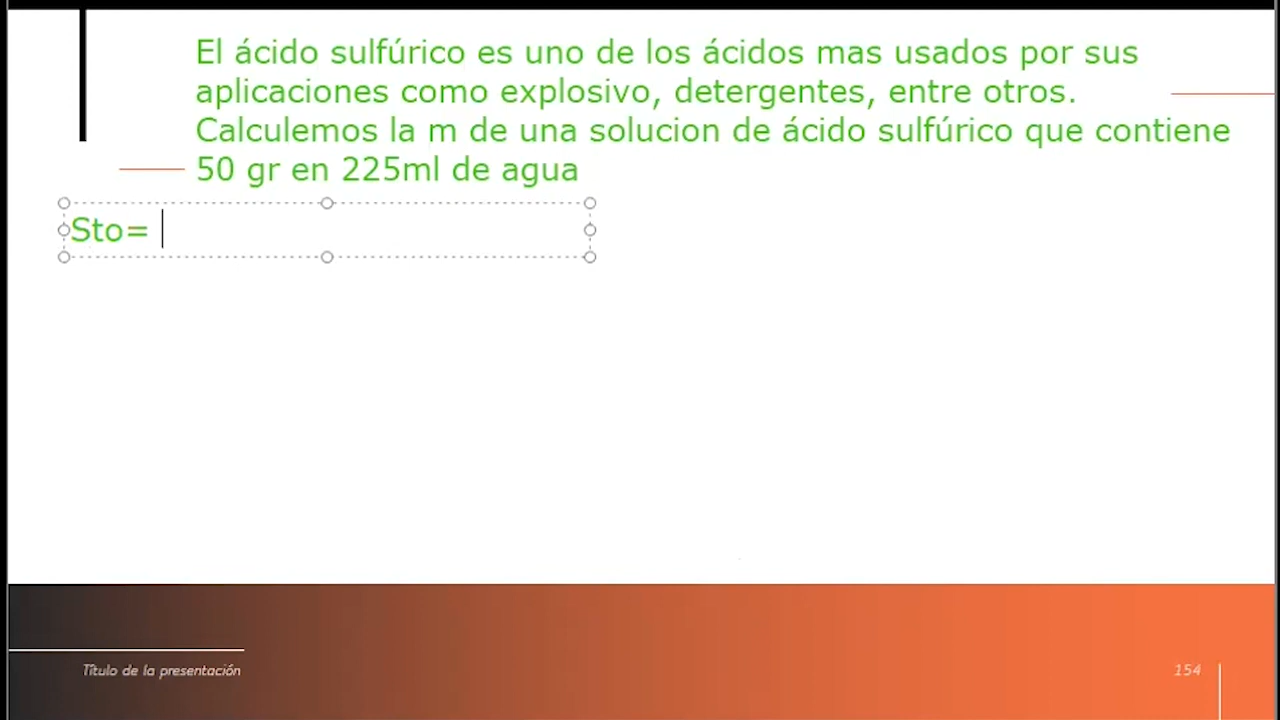 El ácido sulfúrico es uno de los ácidos mas usados por sus
aplicaciones como explosivo, detergentes, entre otros.
Calculemos la m de una solucion de ácido sulfúrico que contiene
50 gr en 225ml de agua
Sto=
Título de la presentación
154